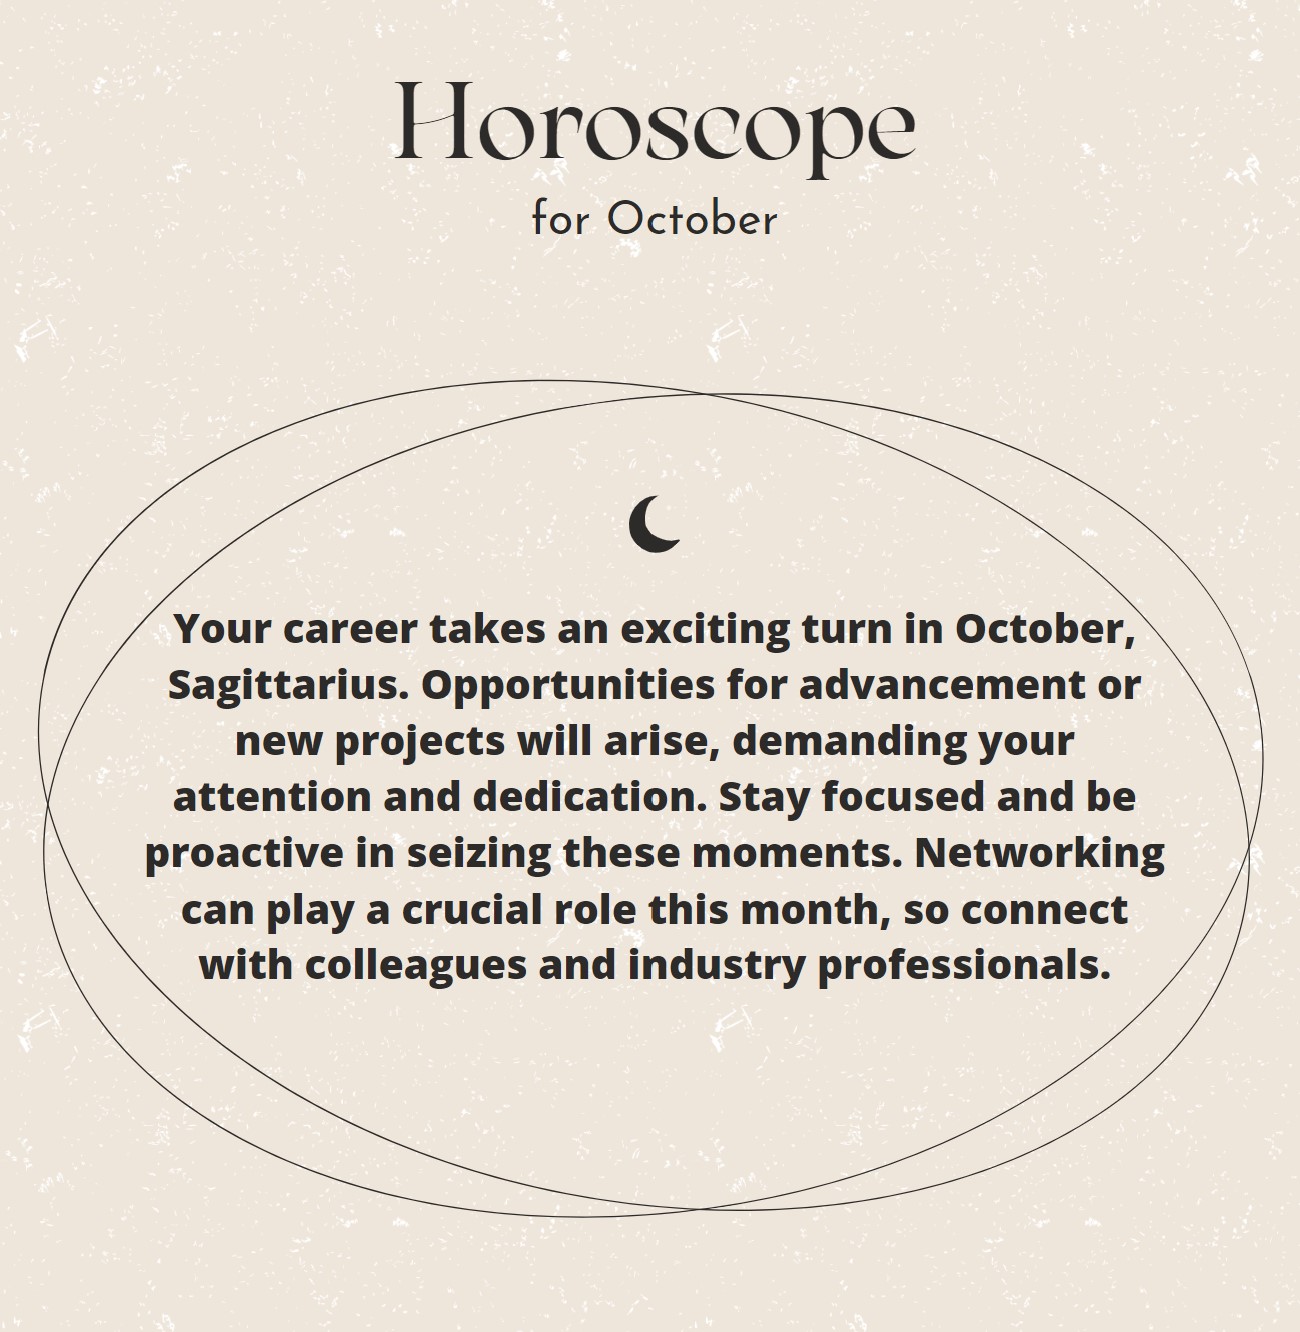 Horoscope
for October
Your career takes an exciting turn in October,
Sagittarius. Opportunities for advancement or
new projects will arise, demanding your
attention and dedication. Stay focused and be
proactive in seizing these moments. Networking
can play a crucial role this month, so connect
with colleagues and industry professionals.